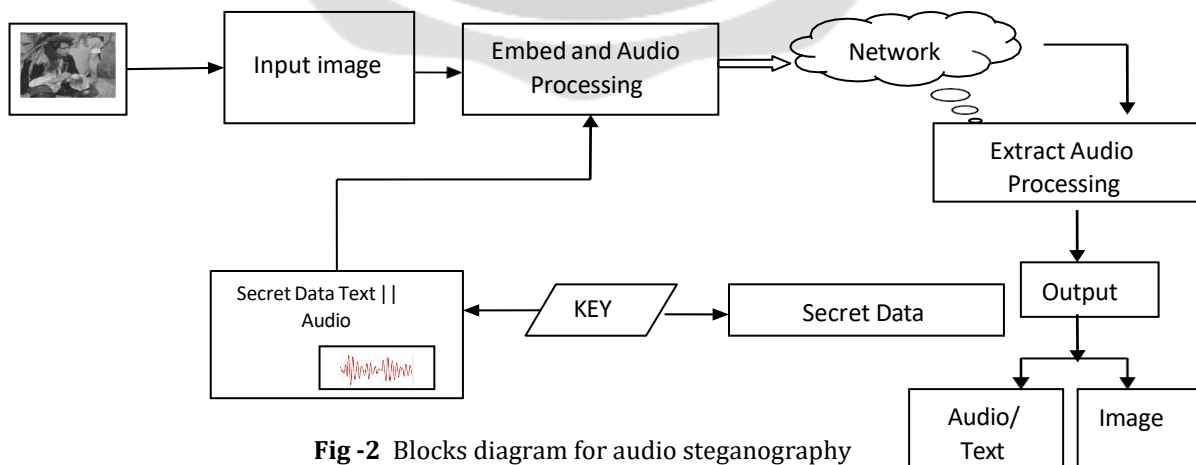 Input image
Embed and Audio
Processing
Network
Extract Audio
Processing
Secret Data Text ||
Audio
KEY
Secret Data
Output
Audio/
Text
Image
Fig -2 Blocks diagram for audio steganography